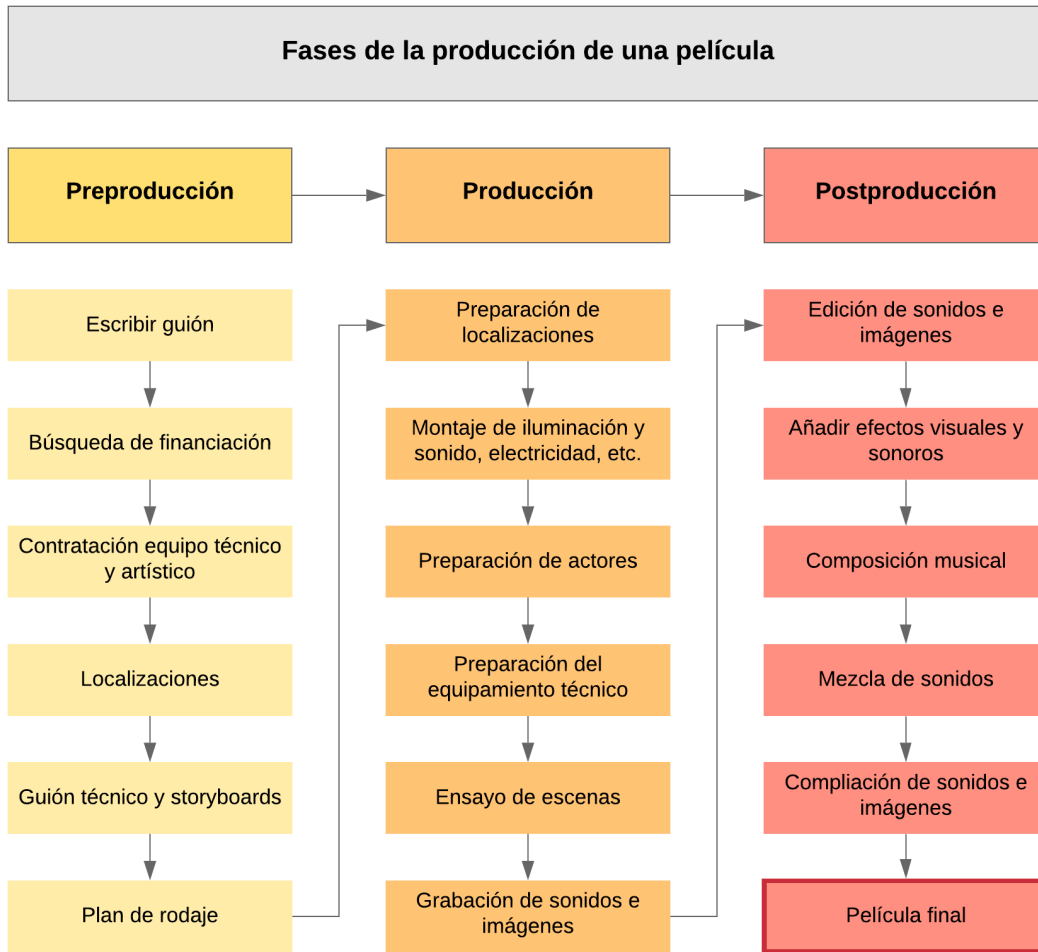 Fases de la producción de una película
Preproducción
Producción
Postproducción
Escribir guión
Búsqueda de financiación
Contratación equipo técnico
y artístico
Localizaciones
Guión técnico y storyboards
Plan de rodaje
Preparación de
localizaciones
Montaje de iluminación y
sonido, electricidad, etc.
Preparación de actores
Preparación del
equipamiento técnico
Ensayo de escenas
Grabación de sonidos e
imágenes
Edición de sonidos e
imágenes
Añadir efectos visuales y
sonoros
Composición musical
Mezcla de sonidos
Compliación de sonidos e
imágenes
Película final